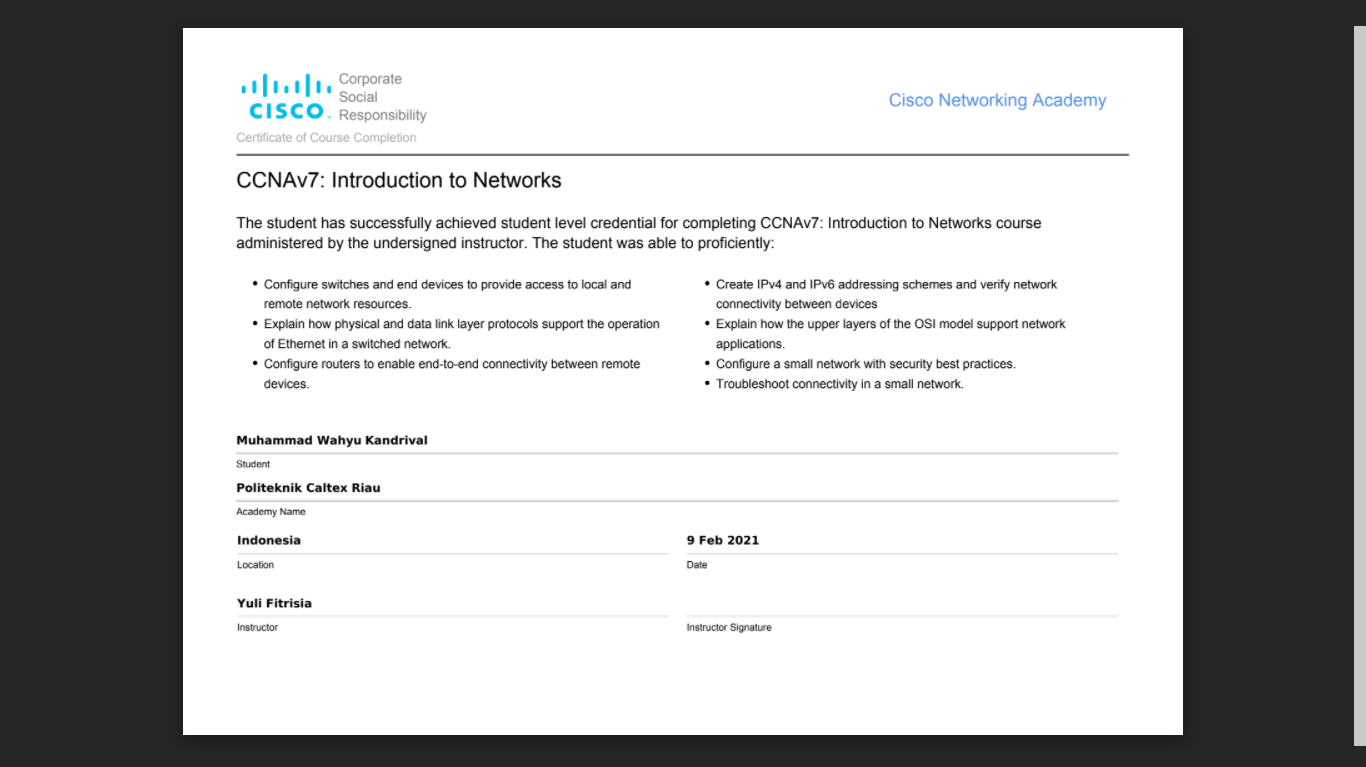 CISCO
Corporate
Social
Responsibility
Cisco Networking Academy
Certificate of Course Completion
CCNAv7: Introduction to Networks
The student has successfully achieved student level credential for completing CCNAv7: Introduction to Networks course
administered by the undersigned instructor. The student was able to proficiently:
• Configure switches and end devices to provide access to local and
remote network resources.
• Explain how physical and data link layer protocols support the operation
of Ethernet in a switched network.
• Configure routers to enable end-to-end connectivity between remote
devices.
• Create IPv4 and IPv6 addressing schemes and verify network
connectivity between devices
• Explain how the upper layers of the OSI model support network
applications.
• Configure a small network with security best practices.
• Troubleshoot connectivity in a small network.
Muhammad Wahyu Kandrival
Student
Politeknik Caltex Riau
Academy Name
Indonesia
Location
9 Feb 2021
Date
Yuli Fitrisia
Instructor
Instructor Signature